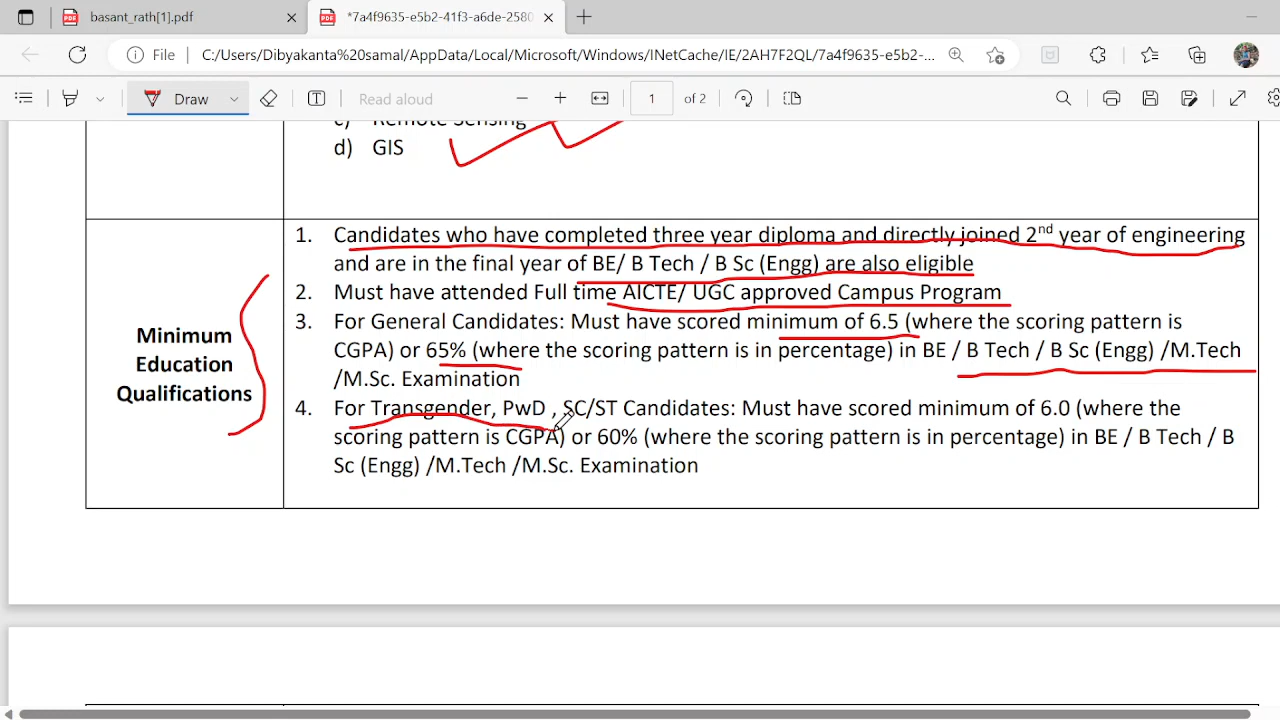 basant_rath[1].pdf
*7a4f9635-e5b2-41f3-a6de-2580
File C:/Users/Dibyakanta%20samal/AppData/Local/Microsoft/Windows/INetCache/IE/2AH7F2QL/7a4f9635-e5b2-...
Draw Read aloud 1 of 2
c) Remote Sensing
d) GIS
Minimum
Education
Qualifications
1. Candidates who have completed three year diploma and directly joined 2nd year of engineering
and are in the final year of BE/ B Tech / B Sc (Engg) are also eligible
2. Must have attended Full time AICTE/ UGC approved Campus Program
3. For General Candidates: Must have scored minimum of 6.5 (where the scoring pattern is
CGPA) or 65% (where the scoring pattern is in percentage) in BE / B Tech / B Sc (Engg) /M.Tech
/M.Sc. Examination
4. For Transgender, PwD , SC/ST Candidates: Must have scored minimum of 6.0 (where the
scoring pattern is CGPA) or 60% (where the scoring pattern is in percentage) in BE / B Tech / B
Sc (Engg) /M.Tech /M.Sc. Examination